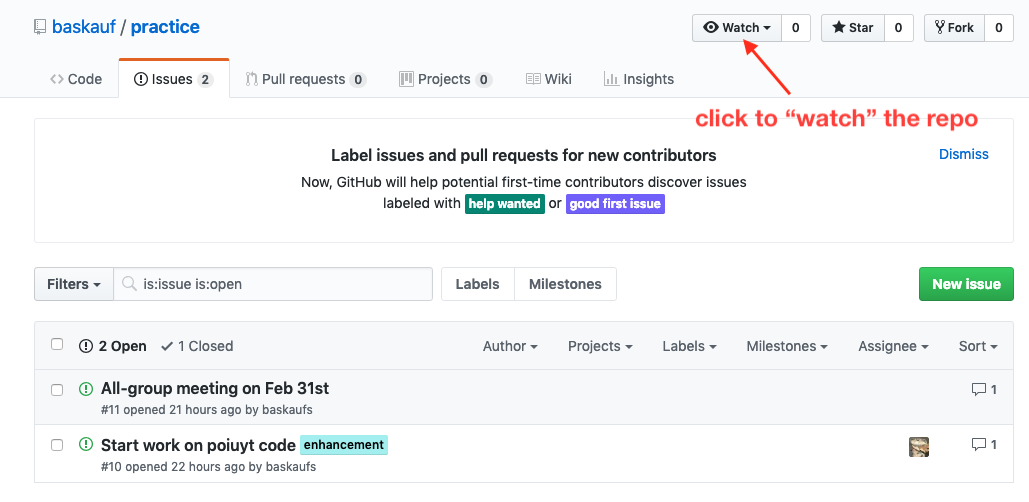 baskauf / practice
Watch 0 Star 0 Fork 0
Code Issues 2 Pull requests 0 Projects 0 Wiki Insights
click to “watch” the repo
Label issues and pull requests for new contributors
Dismiss
Now, GitHub will help potential first-time contributors discover issues
labeled with help wanted or good first issue
Filters is:issue is:open Labels Milestones New issue
2 Open 1 Closed Author Projects Labels Milestones Assignee Sort
All-group meeting on Feb 31st 1
#11 opened 21 hours ago by baskaufs
Start work on poiuyt code enhancement 1
#10 opened 22 hours ago by baskaufs